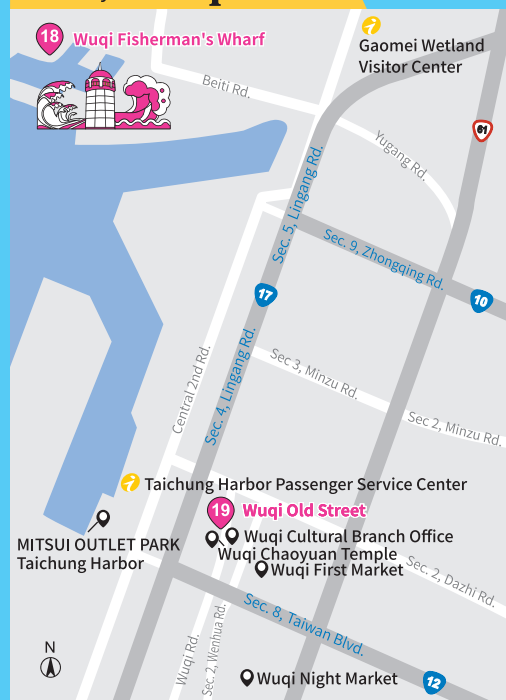 18 Wuqi Fisherman's Wharf
Gaomei Wetland
Visitor Center
Beiti Rd.
61
Yugang Rd.
Sec. 5, Lingang Rd.
Sec. 9, Zhongqing Rd.
17
10
Central 2nd Rd.
Sec. 4, Lingang Rd.
Sec 3, Minzu Rd.
Sec 2, Minzu Rd.
Taichung Harbor Passenger Service Center
19 Wuqi Old Street
MITSUI OUTLET PARK
Taichung Harbor
Wuqi Cultural Branch Office
Wuqi Chaoyuan Temple
Wuqi First Market
Sec. 2, Dazhi Rd.
Sec. 8, Taiwan Blvd.
Wuqi Rd.
Sec. 2, Wenhua Rd.
N
Wuqi Night Market
12